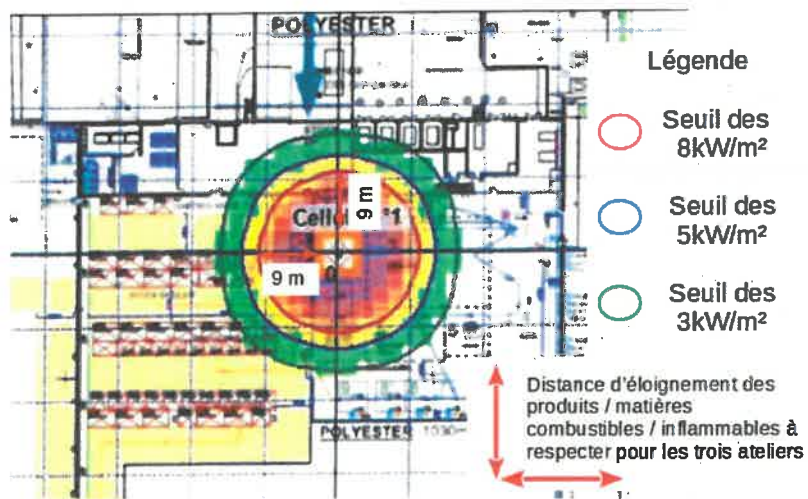 POLYESTER
Légende
Seuil des
8kW/m²
9 m
9 m
Seuil des
5kW/m²
Seuil des
3kW/m²
Distance d'éloignement des
produits / matières
combustibles / inflammables à
respecter pour les trois ateliers
POLYESTER